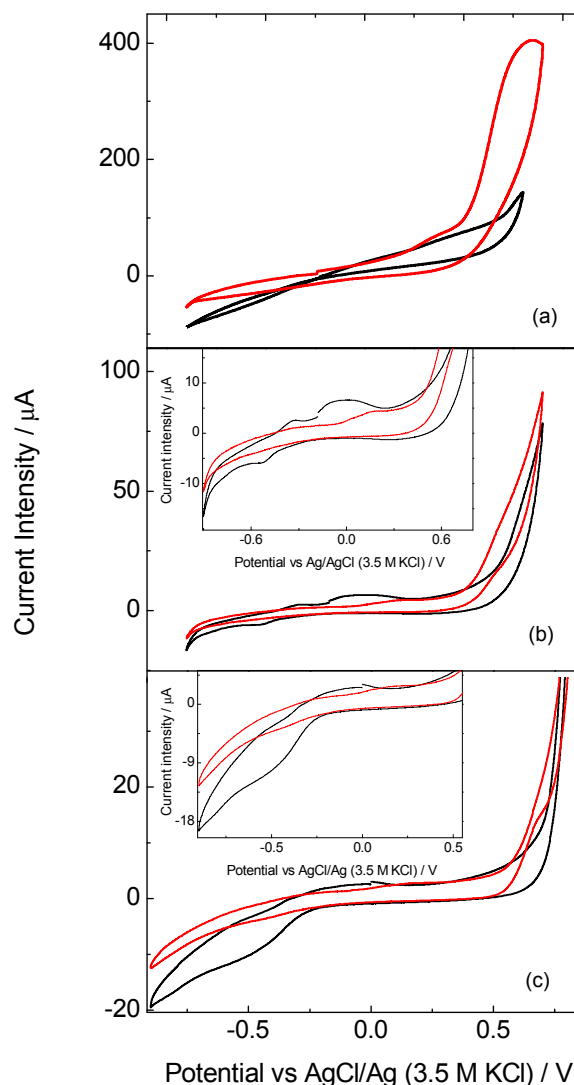 400
200
0
(a)
Current Intensity / µA
100
50
0
(b)
Current intensity / µA
10
0
-10
-0.6
0.0
0.6
Potential vs Ag/AgCl (3.5 M KCl) / V
20
0
-20
(c)
Current intensity / µA
0
-9
-18
-0.5
0.0
0.5
Potential vs AgCl/Ag (3.5 M KCl) / V
-0.5
0.0
0.5
Potential vs AgCl/Ag (3.5 M KCl) / V